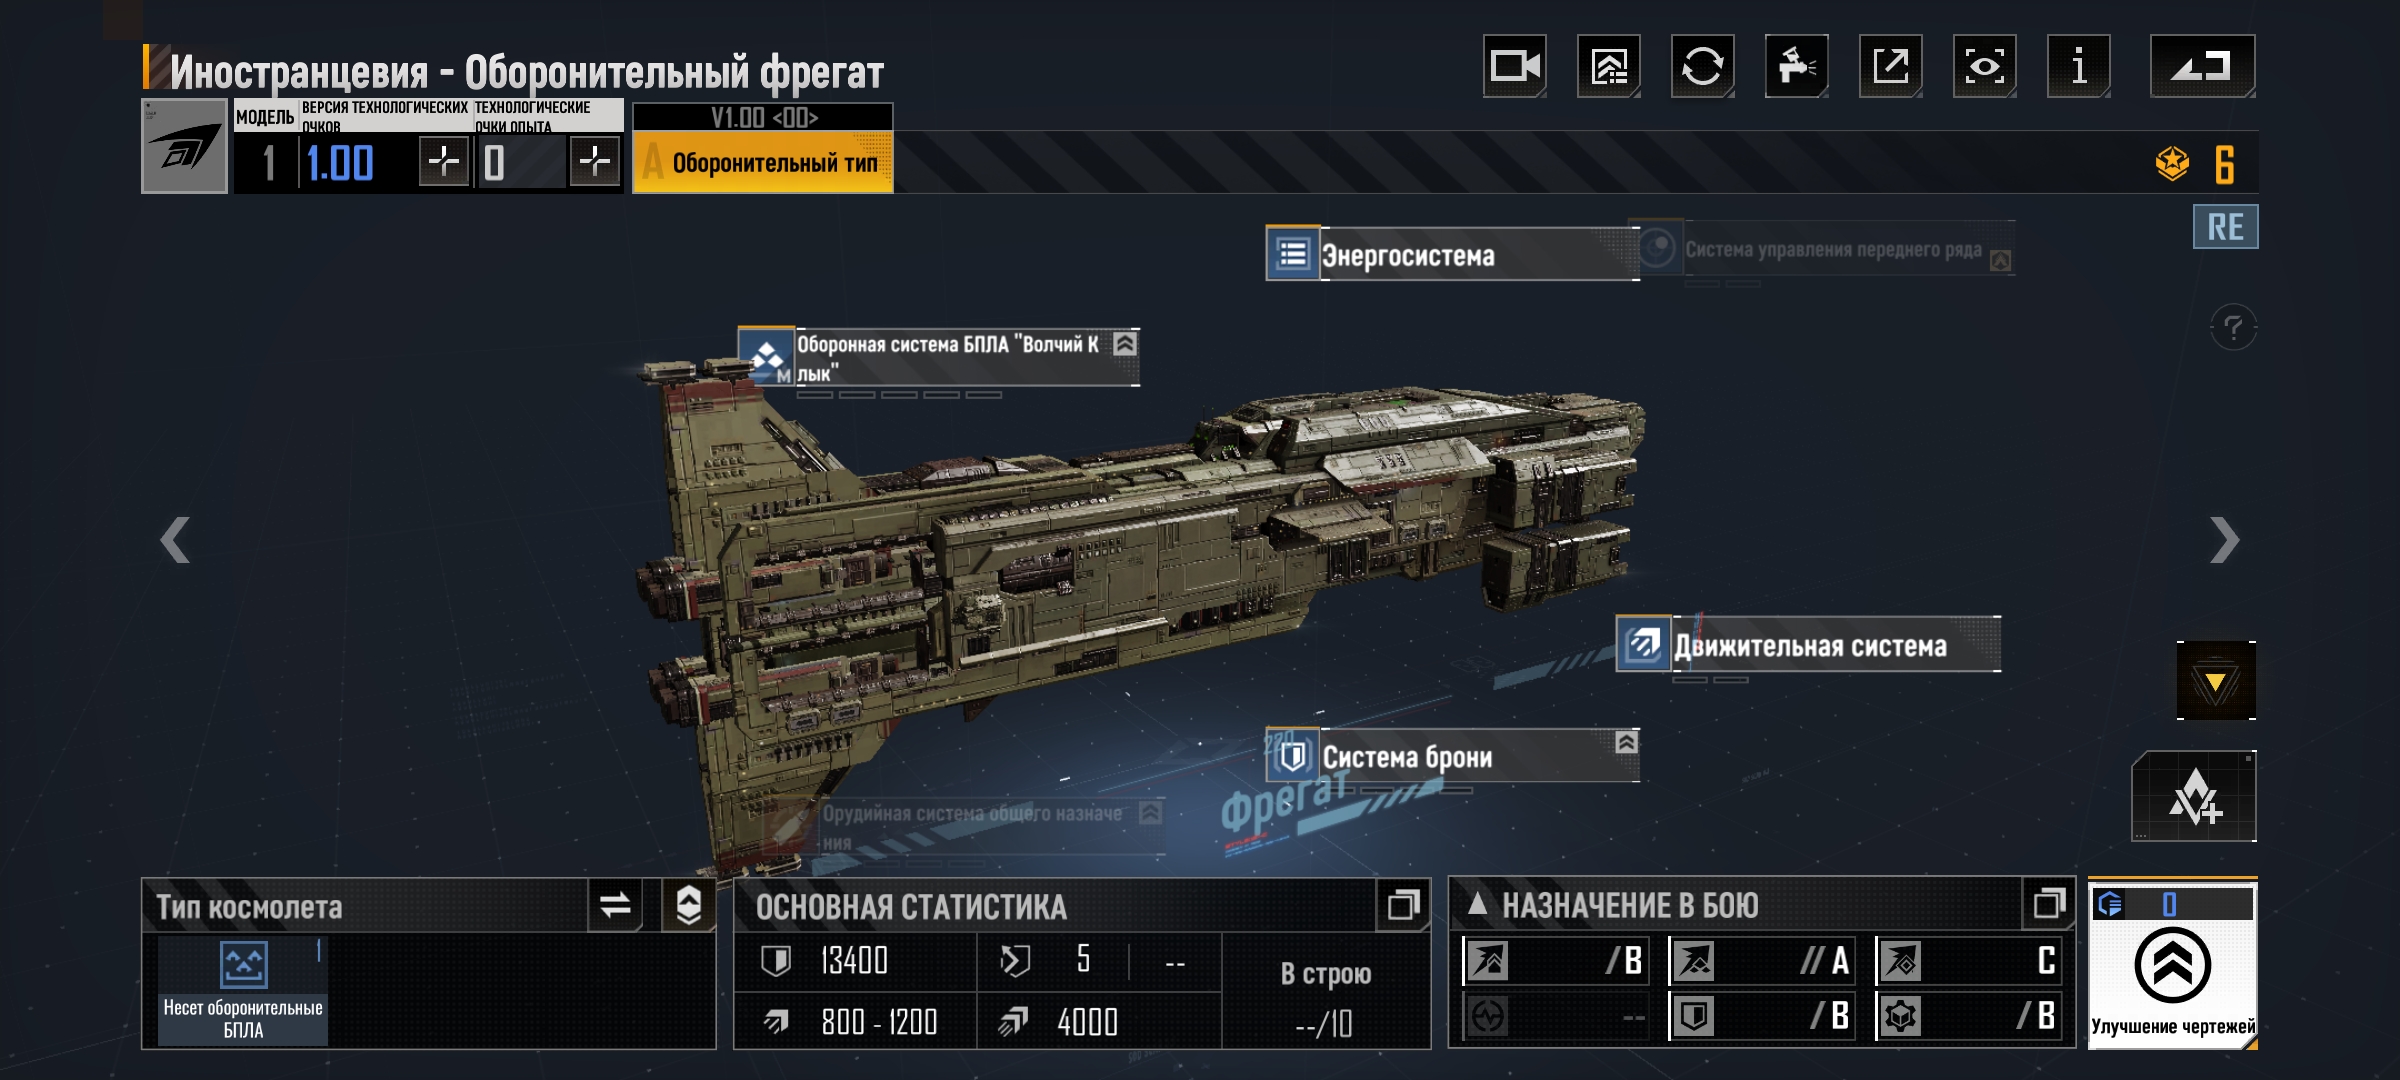 Иностранцевия - Оборонительный фрегат
МОДЕЛЬ
ВЕРСИЯ ТЕХНОЛОГИЧЕСКИХ
ОЧКОВ
ТЕХНОЛОГИЧЕСКИЕ
ОЧКИ ОПЫТА
1
1.00
0
V1.00 <00>
A Оборонительный тип
6
RE
Энергосистема
Система управления переднего ряда
?
Оборонная система БПЛА "Волчий К
лык"
M
Движительная система
Система брони
220
Фрегат
Орудийная система общего назначе
ния
Тип космолета
1
Несет оборонительные
БПЛА
ОСНОВНАЯ СТАТИСТИКА
13400
5
--
800 - 1200
4000
В строю
--/10
НАЗНАЧЕНИЕ В БОЮ
/ B
// A
C
--
/ B
/ B
0
Улучшение чертежей